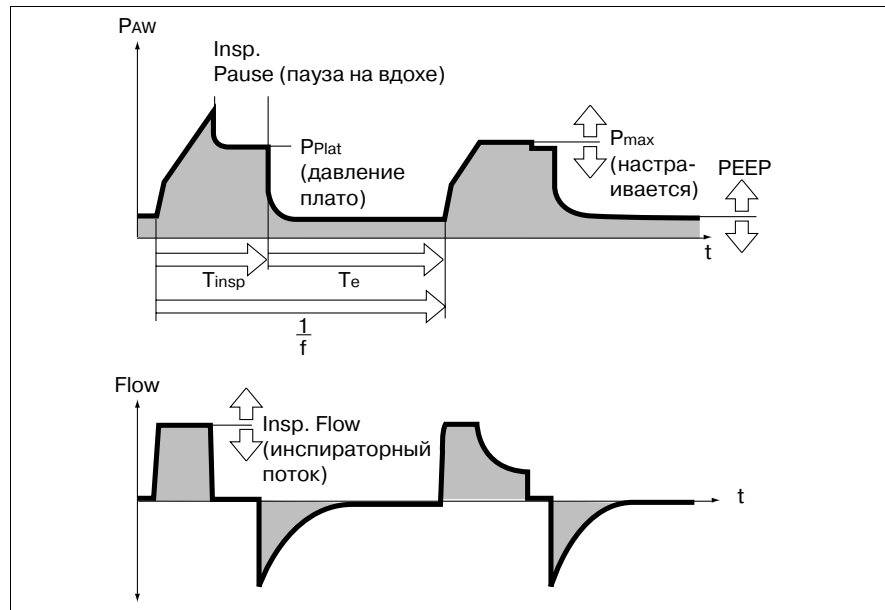 PAW
Insp.
Pause (пауза на вдохе)
PPlat
(давление
плато)
Pmax
(настра-
ивается)
PEEP
t
Tinsp
Te
1
f
Flow
Insp. Flow
(инспираторный
поток)
t